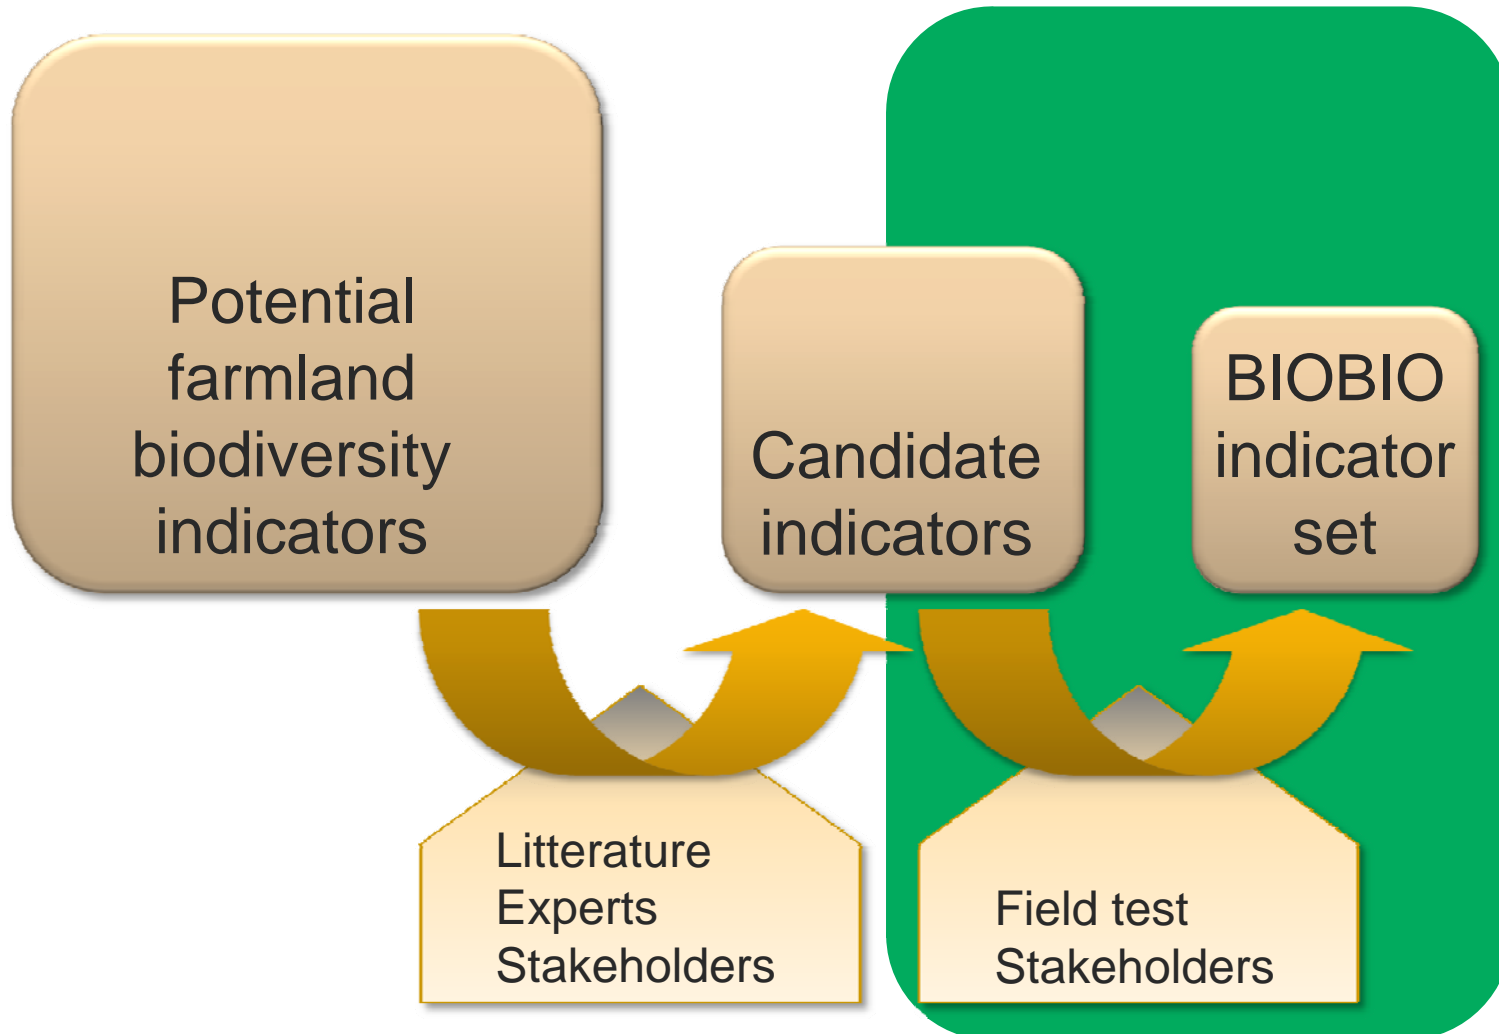 Potential
farmland
biodiversity
indicators
Candidate
indicators
BIOBIO
indicator
set
Litterature
Experts
Stakeholders
Field test
Stakeholders